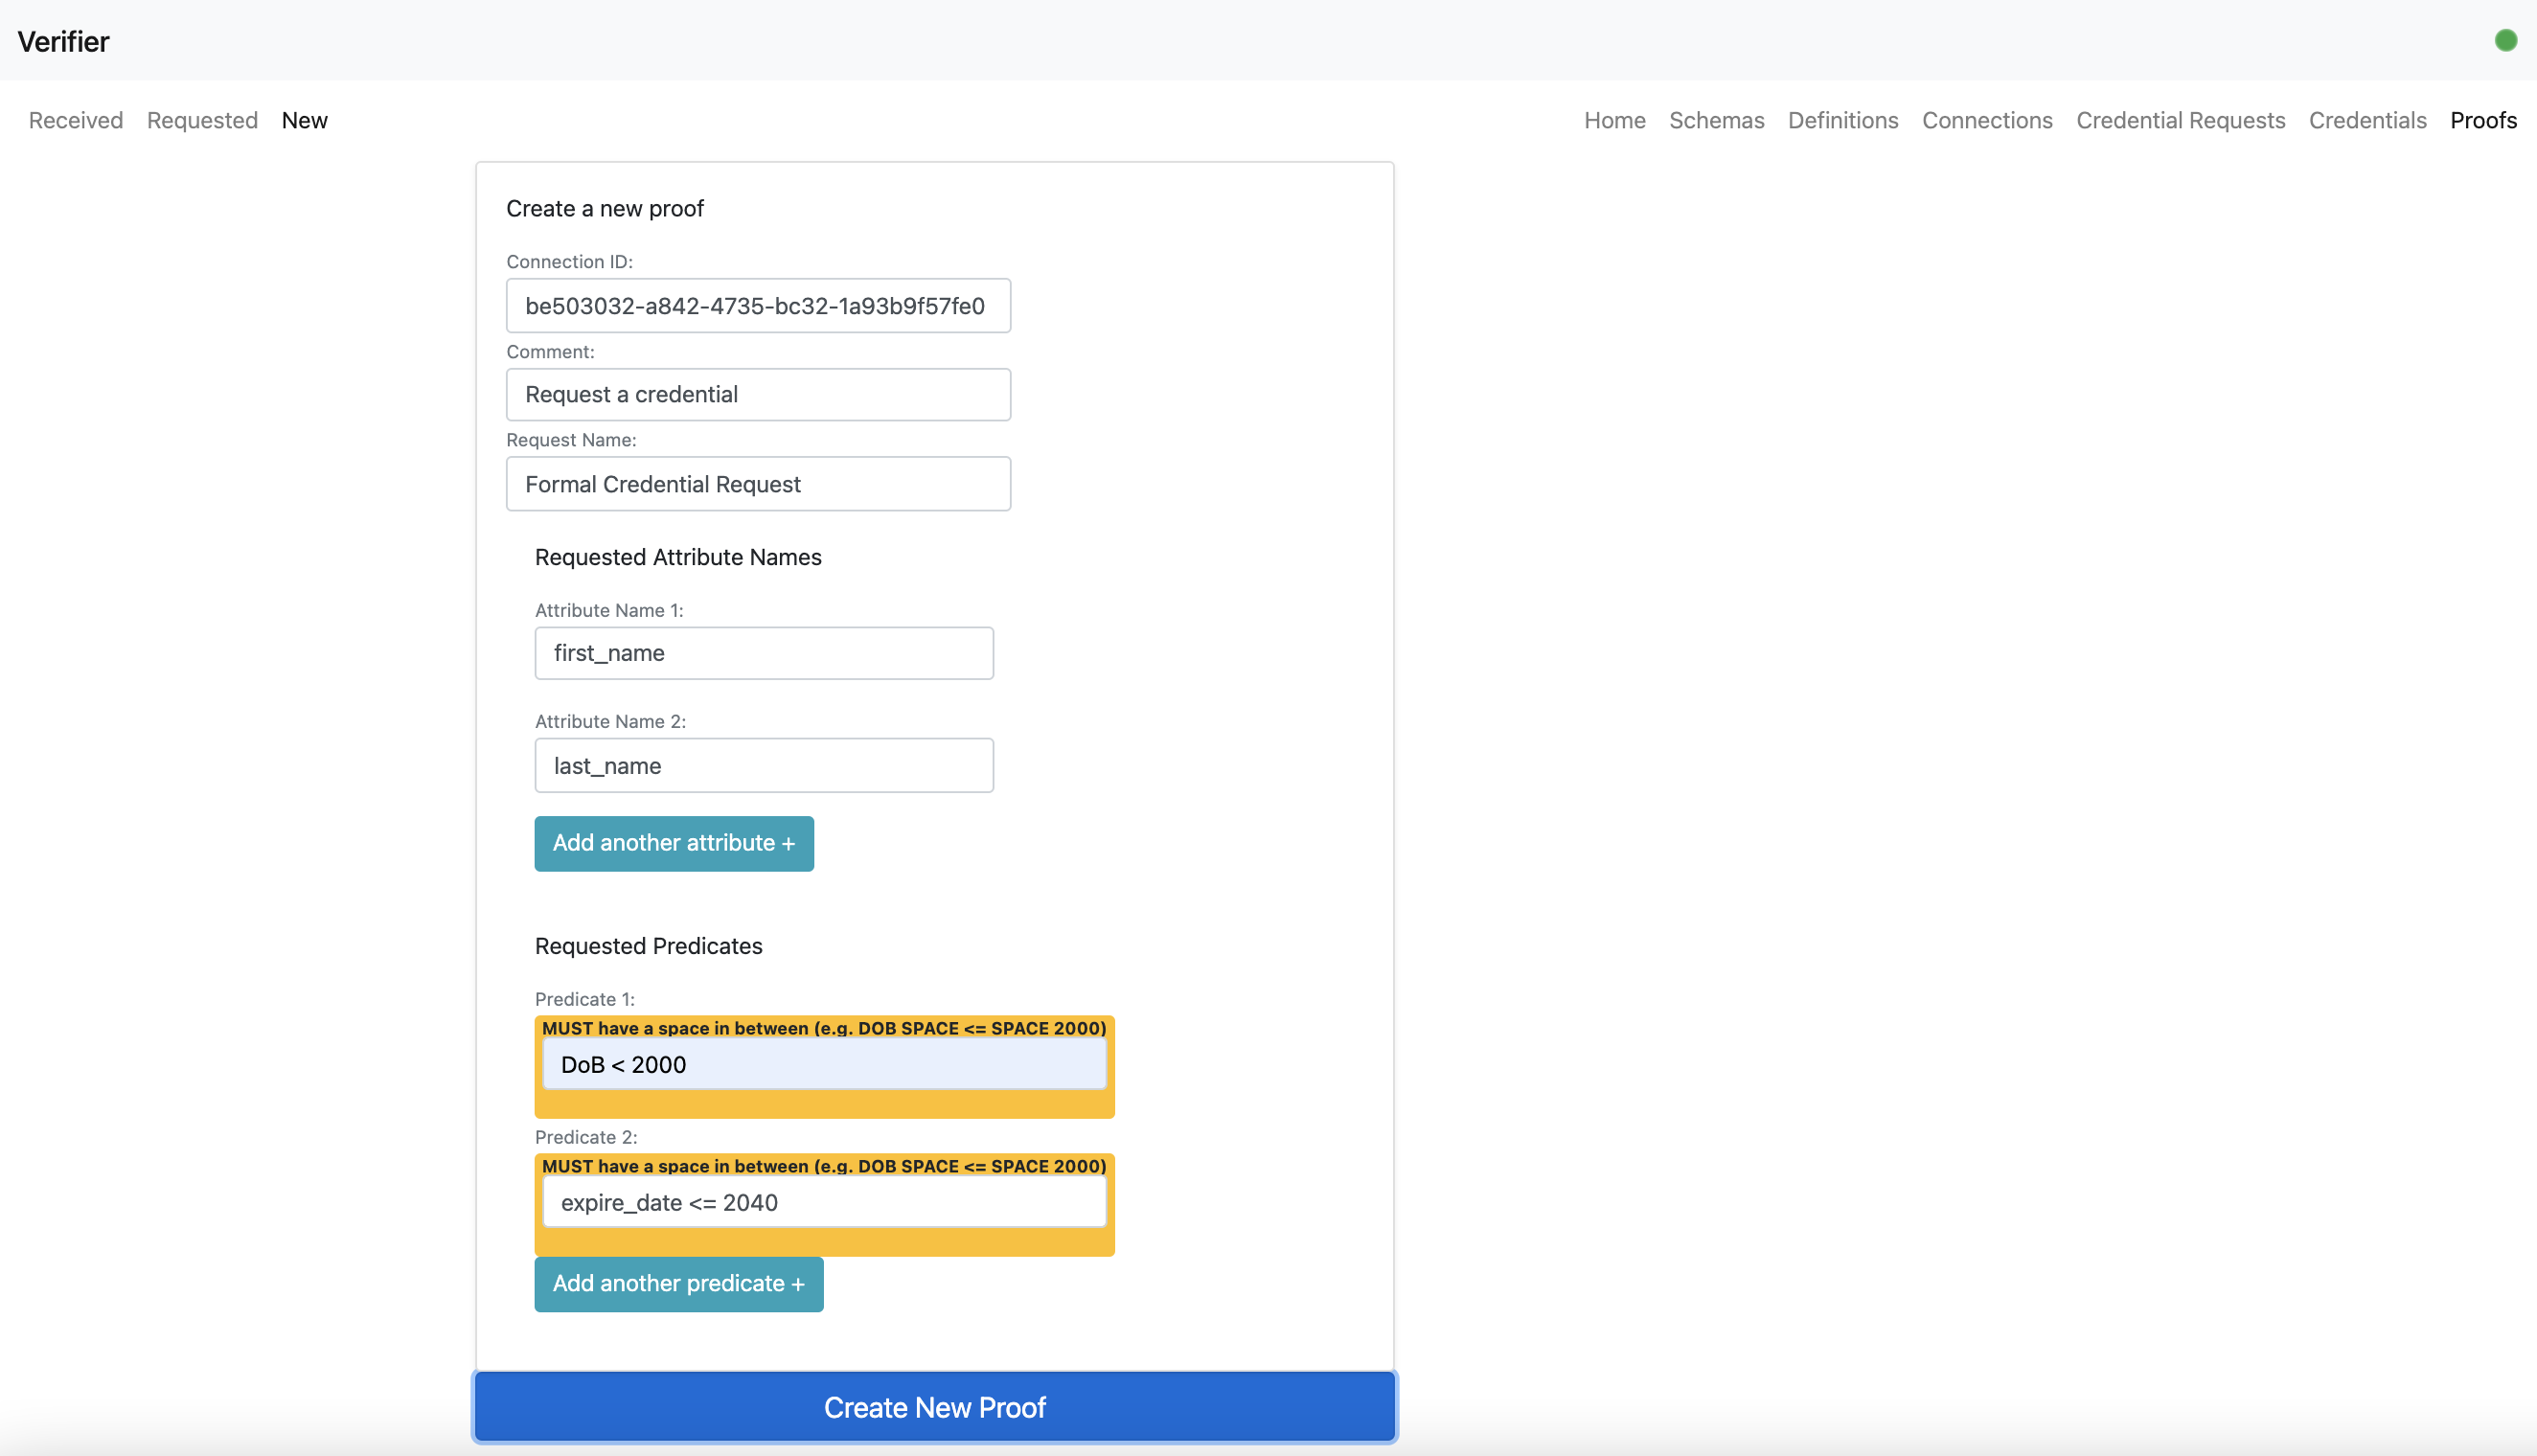 Verifier
Received Requested New
Home Schemas Definitions Connections Credential Requests Credentials Proofs
Create a new proof
Connection ID:
be503032-a842-4735-bc32-1a93b9f57fe0
Comment:
Request a credential
Request Name:
Formal Credential Request
Requested Attribute Names
Attribute Name 1:
first_name
Attribute Name 2:
last_name
Add another attribute +
Requested Predicates
Predicate 1:
MUST have a space in between (e.g. DOB SPACE <= SPACE 2000)
DoB < 2000
Predicate 2:
MUST have a space in between (e.g. DOB SPACE <= SPACE 2000)
expire_date <= 2040
Add another predicate +
Create New Proof